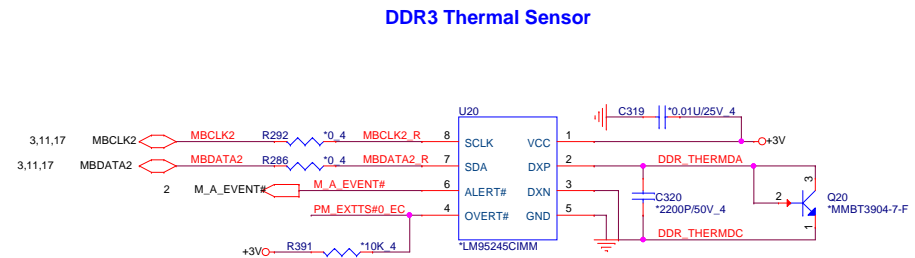 DDR3 Thermal Sensor
U20
C319 *0.01U/25V_4
3,11,17 MBCLK2 MBCLK2 R292 *0_4 MBCLK2_R 8 SCLK VCC 1 +3V
3,11,17 MBDATA2 MBDATA2 R286 *0_4 MBDATA2_R 7 SDA DXP 2 DDR_THERMDA
2 M_A_EVENT# M_A_EVENT# 6 ALERT# DXN 3
C320
*2200P/50V_4
2 3 1
Q20
*MMBT3904-7-F
PM_EXTTS#0_EC 4 OVERT# GND 5
DDR_THERMDC
+3V R391 *10K_4
*LM95245CIMM